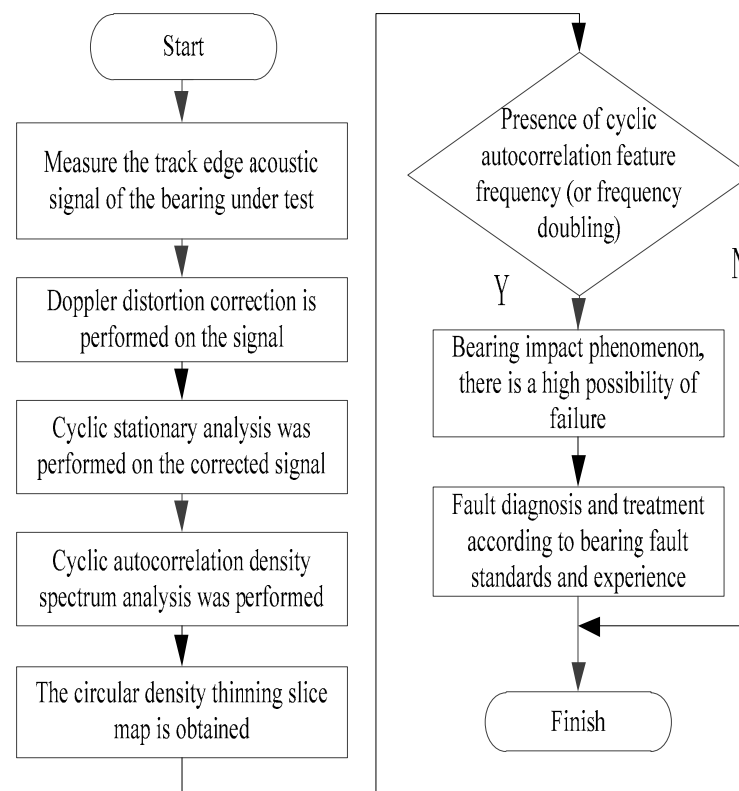 Start
Measure the track edge acoustic
signal of the bearing under test
Doppler distortion correction is
performed on the signal
Cyclic stationary analysis was
performed on the corrected signal
Cyclic autocorrelation density
spectrum analysis was performed
The circular density thinning slice
map is obtained
Presence of cyclic
autocorrelation feature
frequency (or frequency
doubling)
Y
N
Bearing impact phenomenon,
there is a high possibility of
failure
Fault diagnosis and treatment
according to bearing fault
standards and experience
Finish